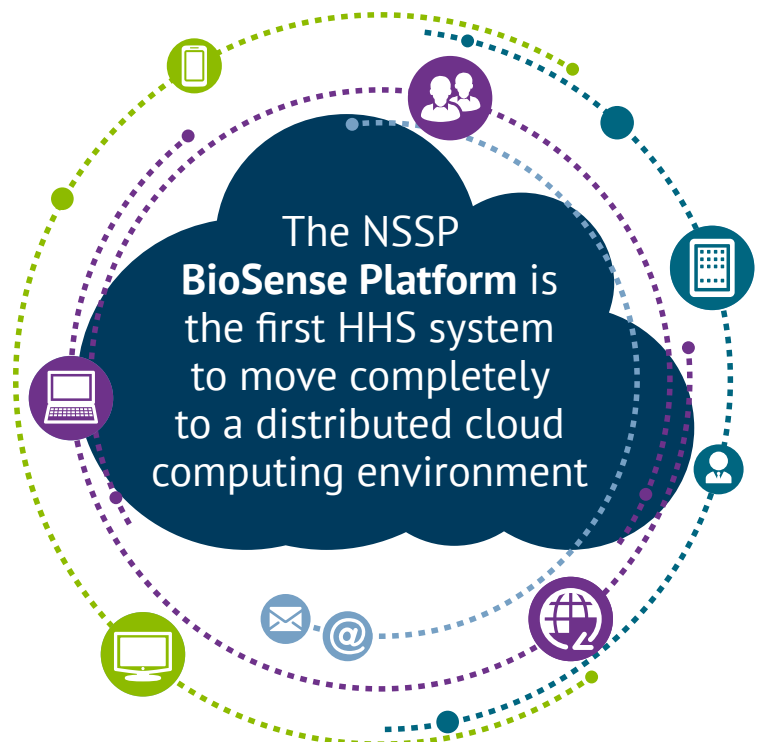 The NSSP
BioSense Platform is
the first HHS system
to move completely
to a distributed cloud
computing environment
@